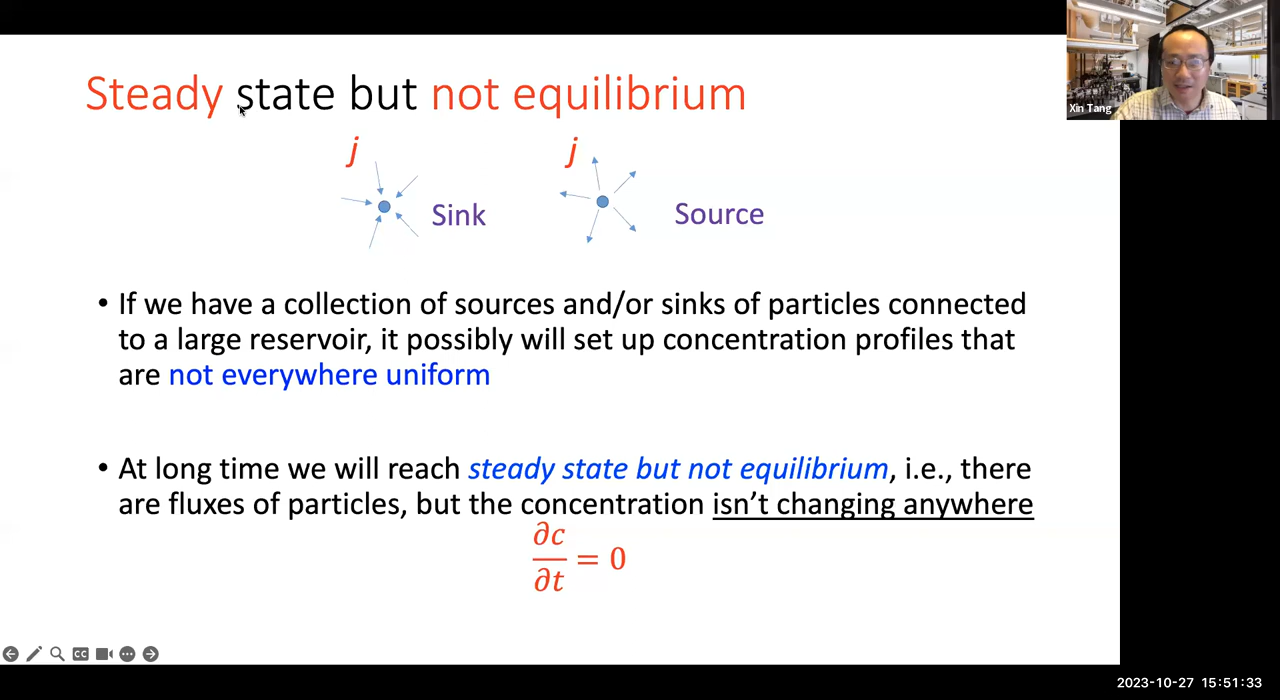 Steady state but not equilibrium
Xin Tang
j
j
Sink
Source
• If we have a collection of sources and/or sinks of particles connected
to a large reservoir, it possibly will set up concentration profiles that
are not everywhere uniform
• At long time we will reach steady state but not equilibrium, i.e., there
are fluxes of particles, but the concentration isn’t changing anywhere
∂c/∂t = 0
CC
2023-10-27 15:51:33